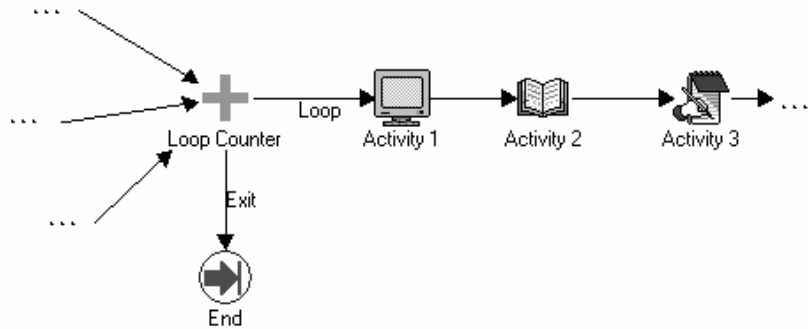 ...
...
Loop
...
Loop Counter
Activity 1
Activity 2
Activity 3
...
Exit
End